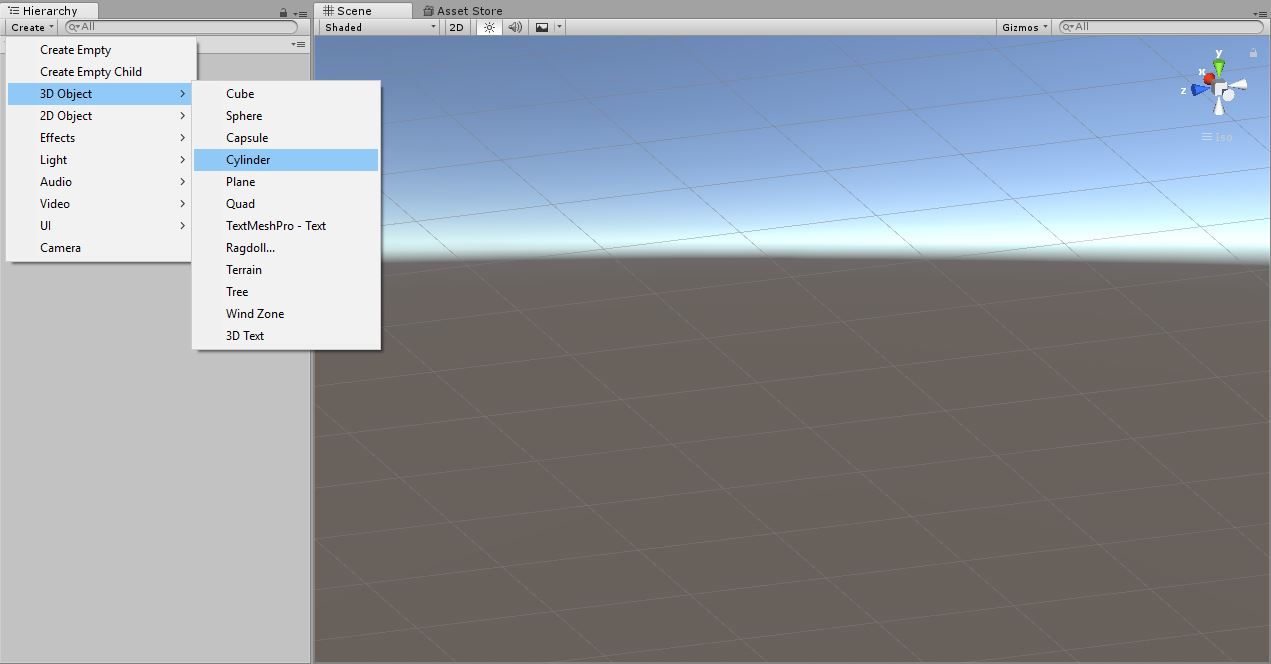 Hierarchy
Create
All
Create Empty
Create Empty Child
3D Object
2D Object
Effects
Light
Audio
Video
UI
Camera
Cube
Sphere
Capsule
Cylinder
Plane
Quad
TextMeshPro - Text
Ragdoll...
Terrain
Tree
Wind Zone
3D Text
Scene
Asset Store
Shaded
2D
Gizmos
All
y
x
z
Iso